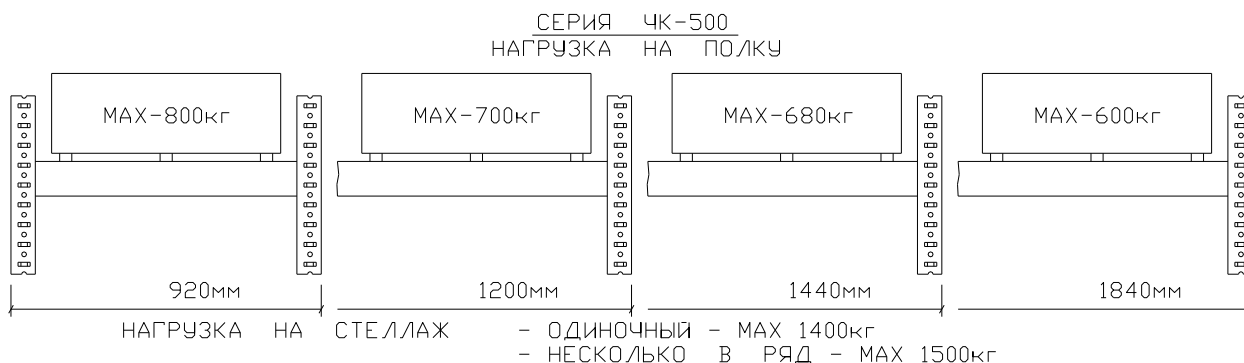 СЕРИЯ ЧК-500
НАГРУЗКА НА ПОЛКУ
MAX-800кг MAX-700кг MAX-680кг MAX-600кг
920мм 1200мм 1440мм 1840мм
НАГРУЗКА НА СТЕЛЛАЖ - ОДИНОЧНЫЙ - MAX 1400кг
- НЕСКОЛЬКО В РЯД - MAX 1500кг